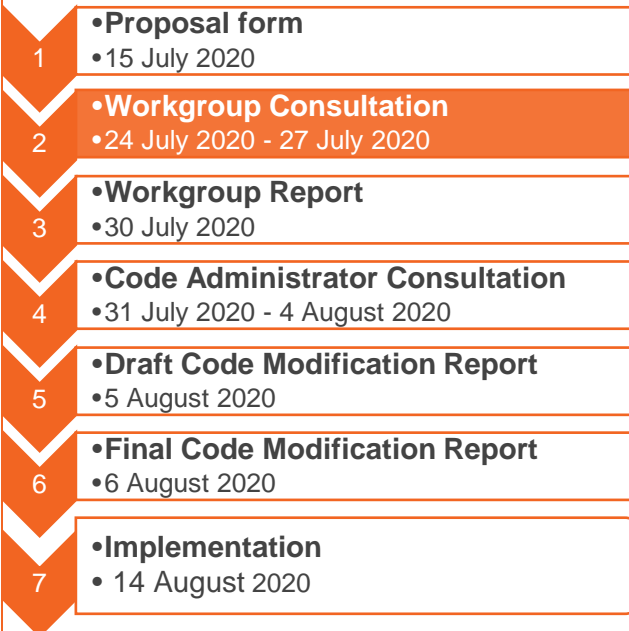 1
•Proposal form
•15 July 2020
2
•Workgroup Consultation
•24 July 2020 - 27 July 2020
3
•Workgroup Report
•30 July 2020
4
•Code Administrator Consultation
•31 July 2020 - 4 August 2020
5
•Draft Code Modification Report
•5 August 2020
6
•Final Code Modification Report
•6 August 2020
7
•Implementation
• 14 August 2020